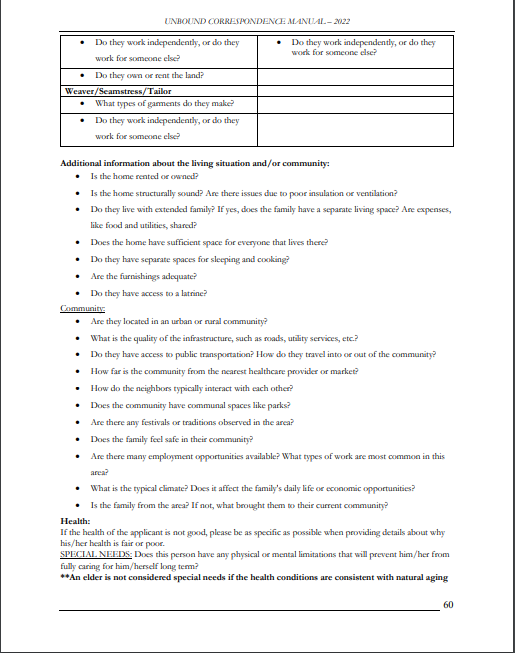 UNBOUND CORRESPONDENCE MANUAL – 2022
• Do they work independently, or do they
work for someone else?
• Do they work independently, or do they
work for someone else?
• Do they own or rent the land?
Weaver/Seamstress/Tailor
• What types of garments do they make?
• Do they work independently, or do they
work for someone else?
Additional information about the living situation and/or community:
• Is the home rented or owned?
• Is the home structurally sound? Are there issues due to poor insulation or ventilation?
• Do they live with extended family? If yes, does the family have a separate living space? Are expenses,
like food and utilities, shared?
• Does the home have sufficient space for everyone that lives there?
• Do they have separate spaces for sleeping and cooking?
• Are the furnishings adequate?
• Do they have access to a latrine?
Community:
• Are they located in an urban or rural community?
• What is the quality of the infrastructure, such as roads, utility services, etc.?
• Do they have access to public transportation? How do they travel into or out of the community?
• How far is the community from the nearest healthcare provider or market?
• How do the neighbors typically interact with each other?
• Does the community have communal spaces like parks?
• Are there any festivals or traditions observed in the area?
• Does the family feel safe in their community?
• Are there many employment opportunities available? What types of work are most common in this
area?
• What is the typical climate? Does it affect the family's daily life or economic opportunities?
• Is the family from the area? If not, what brought them to their current community?
Health:
If the health of the applicant is not good, please be as specific as possible when providing details about why
his/her health is fair or poor.
SPECIAL NEEDS: Does this person have any physical or mental limitations that will prevent him/her from
fully caring for him/herself long term?
**An elder is not considered special needs if the health conditions are consistent with natural aging
60